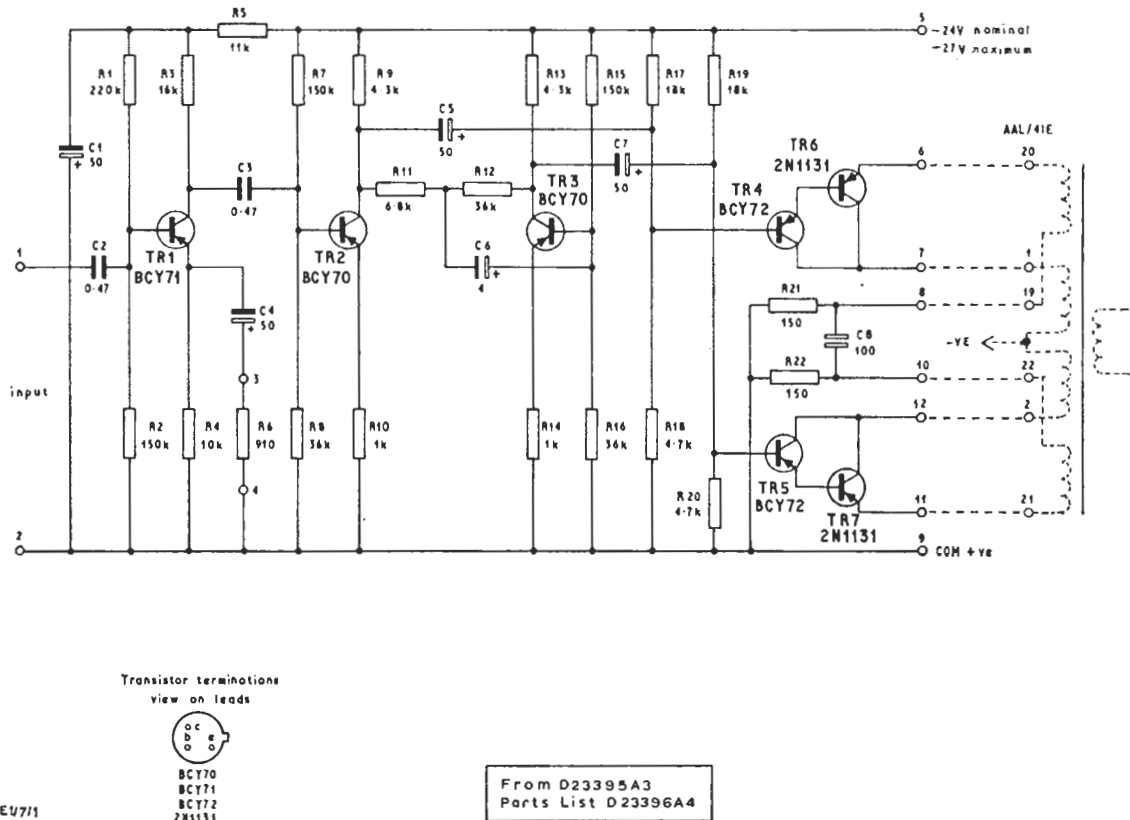 R5
11k
5
-24V nominal
-27V maximum
R1
220k
R3
16k
R7
150k
R9
4·3k
R13
4·3k
R15
150k
R17
18k
R19
18k
C1
50
+
C5
50
+
C7
50
+
C3
0·47
R11
6·8k
R12
36k
C6
4
+
TR1
BCY71
TR2
BCY70
TR3
BCY70
TR4
BCY72
TR6
2N1131
AAL/41E
6
20
1
C2
0·47
7
1
C4
50
+
R21
150
8
19
C8
100
-VE
R22
150
10
22
3
input
12
2
R2
150k
R4
10k
R6
910
R8
36k
R10
1k
R14
1k
R16
36k
R18
4·7k
4
R20
4·7k
TR5
BCY72
TR7
2N1131
11
21
2
9
COM +ve
Transistor terminations
view on leads
c
b
e
BCY70
BCY71
BCY72
2N1131
From D23395A3
Parts List D23396A4